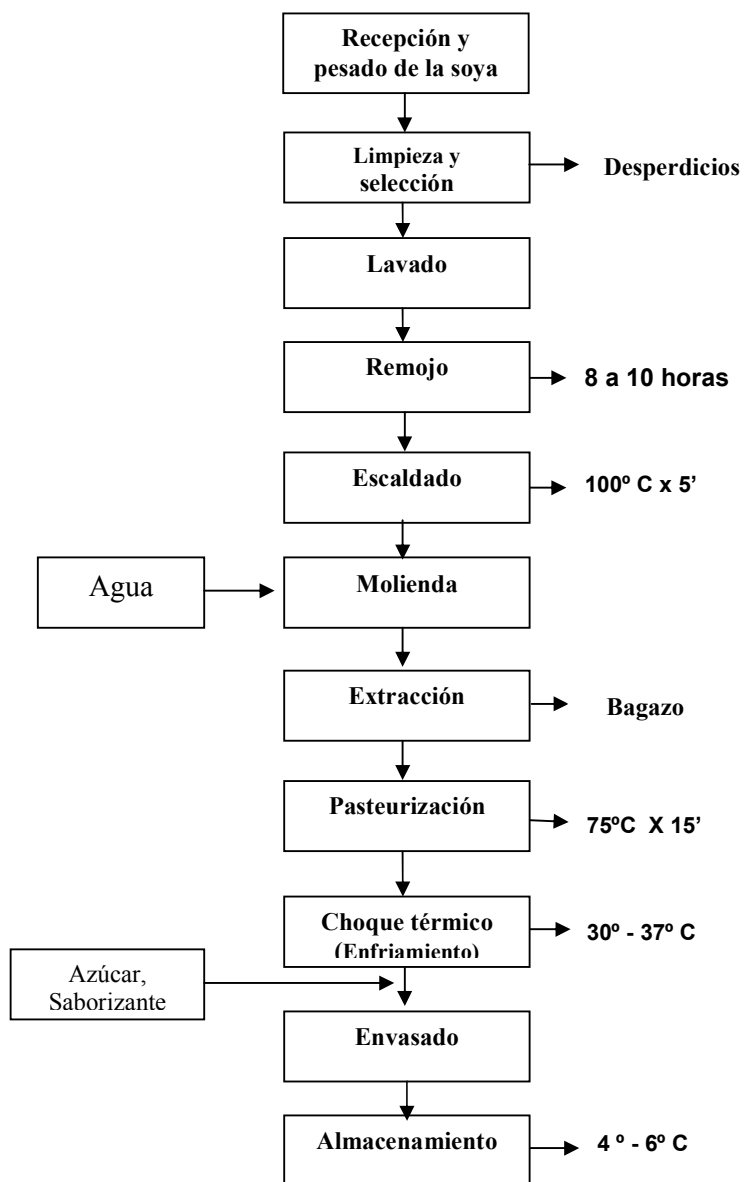 Recepción y
pesado de la soya
Limpieza y
selección
Desperdicios
Lavado
Remojo
8 a 10 horas
Escaldado
100º C x 5’
Agua
Molienda
Extracción
Bagazo
Pasteurización
75ºC X 15’
Choque térmico
(Enfriamiento)
30º - 37º C
Azúcar,
Saborizante
Envasado
Almacenamiento
4 º - 6º C